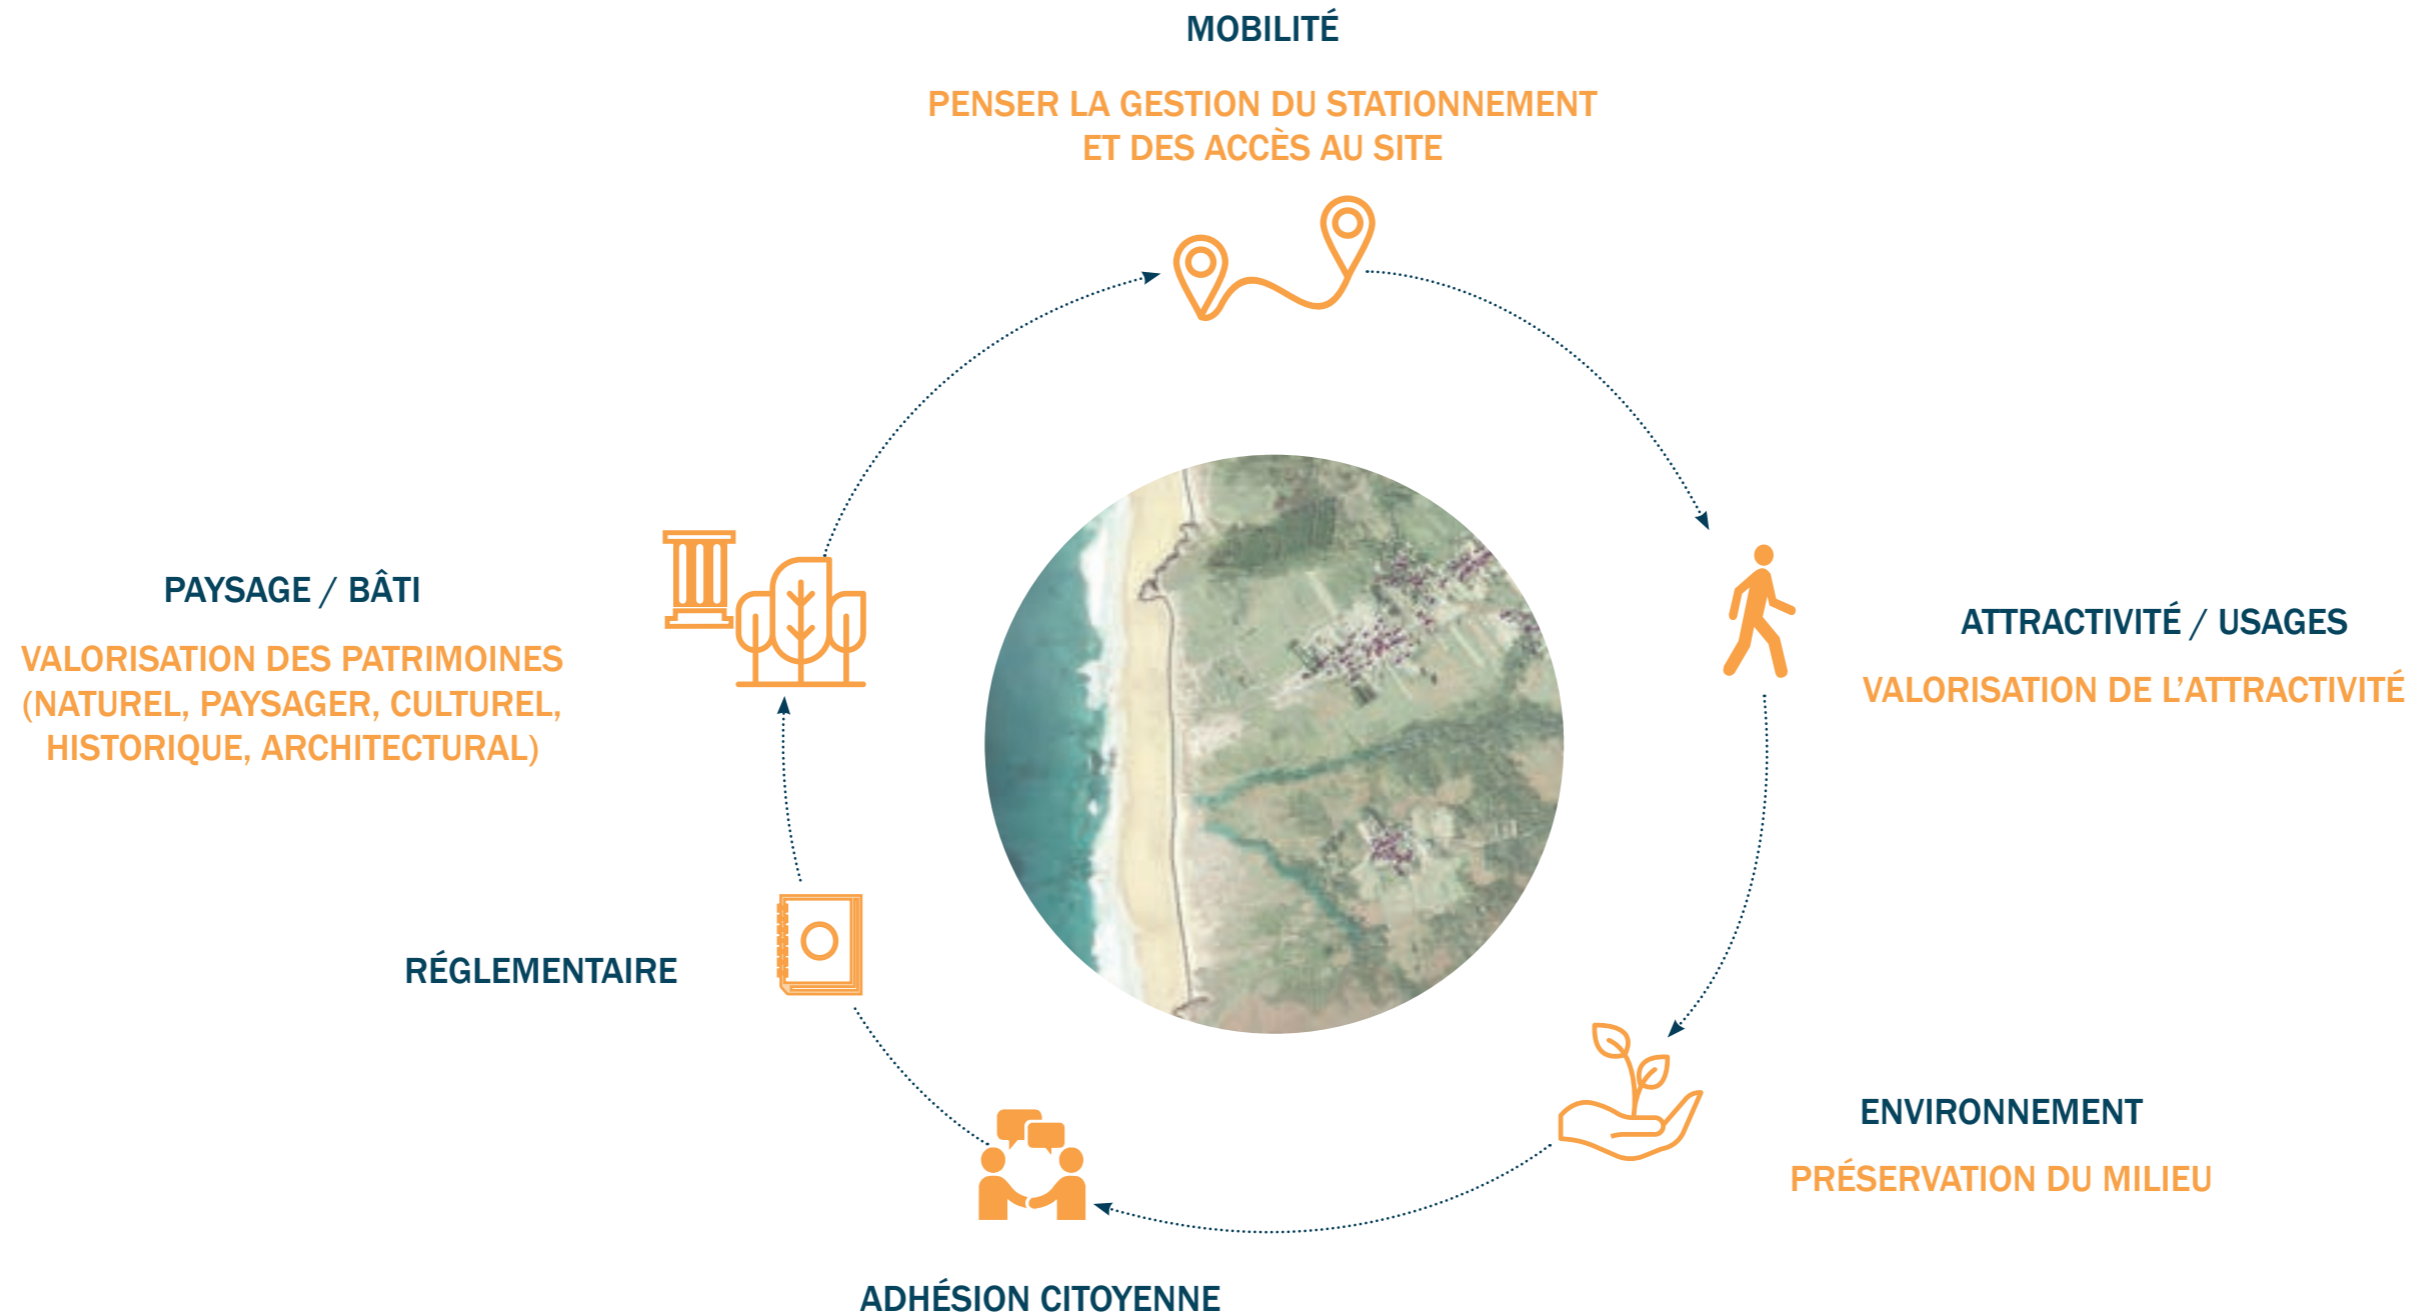 MOBILITÉ
PENSER LA GESTION DU STATIONNEMENT
ET DES ACCÈS AU SITE
ATTRACTIVITÉ / USAGES
VALORISATION DE L'ATTRACTIVITÉ
ENVIRONNEMENT
PRÉSERVATION DU MILIEU
ADHÉSION CITOYENNE
RÉGLEMENTAIRE
PAYSAGE / BÂTI
VALORISATION DES PATRIMOINES
(NATUREL, PAYSAGER, CULTUREL,
HISTORIQUE, ARCHITECTURAL)